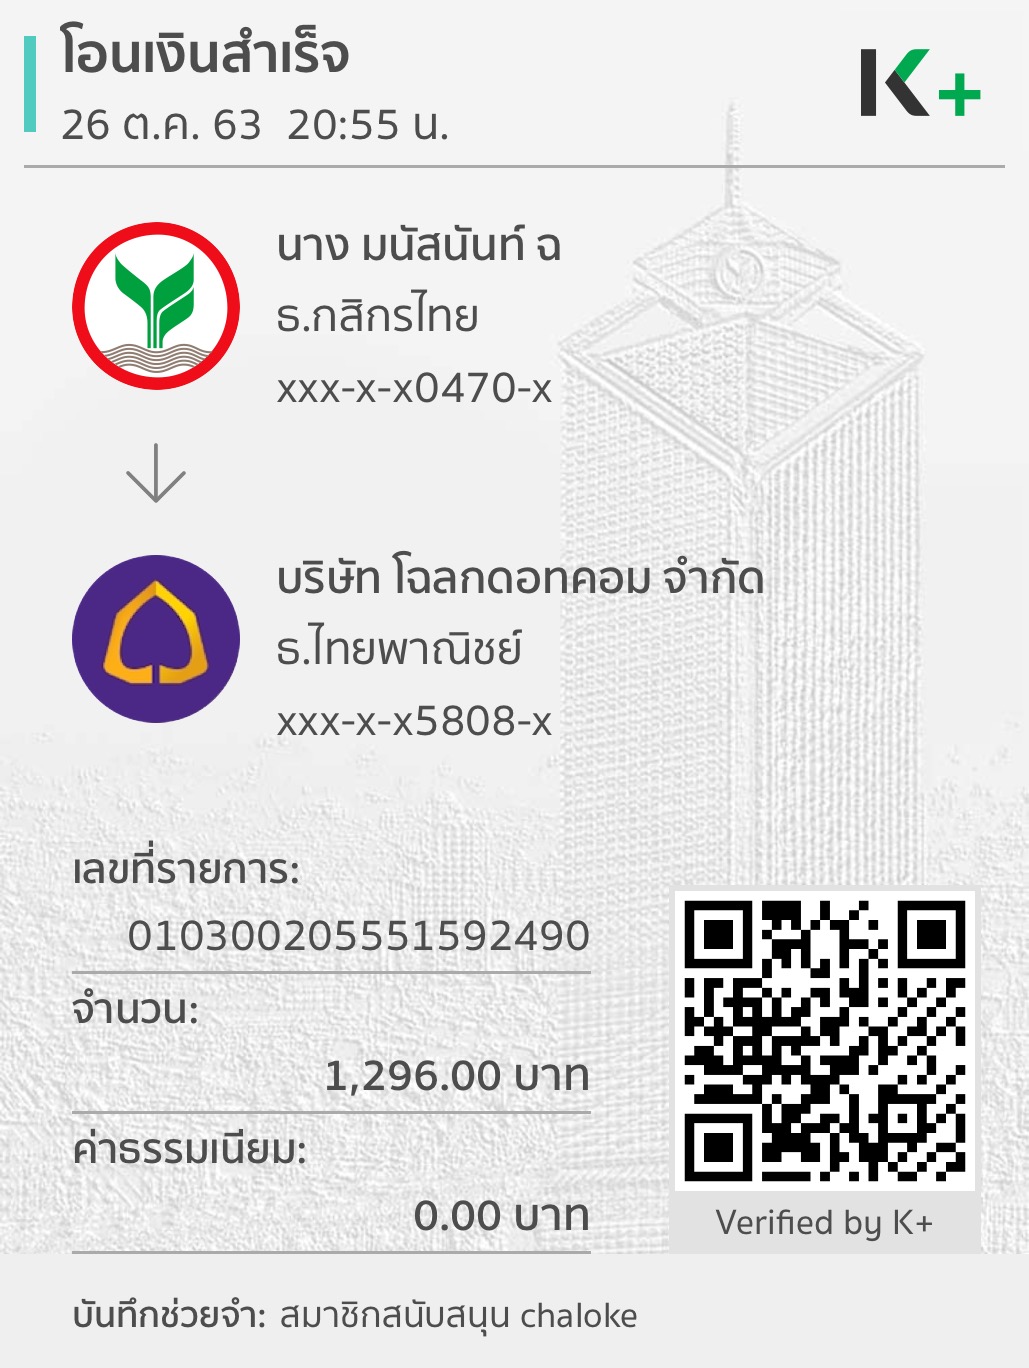 โอนเงินสำเร็จ
26 ต.ค. 63  20:55 น.
K+
นาง มนัสนันท์ ฉ
ธ.กสิกรไทย
xxx-x-x0470-x
บริษัท โฉลกดอทคอม จำกัด
ธ.ไทยพาณิชย์
xxx-x-x5808-x
เลขที่รายการ:
010300205551592490
จำนวน:
1,296.00 บาท
ค่าธรรมเนียม:
0.00 บาท
Verified by K+
บันทึกช่วยจำ: สมาชิกสนับสนุน chaloke